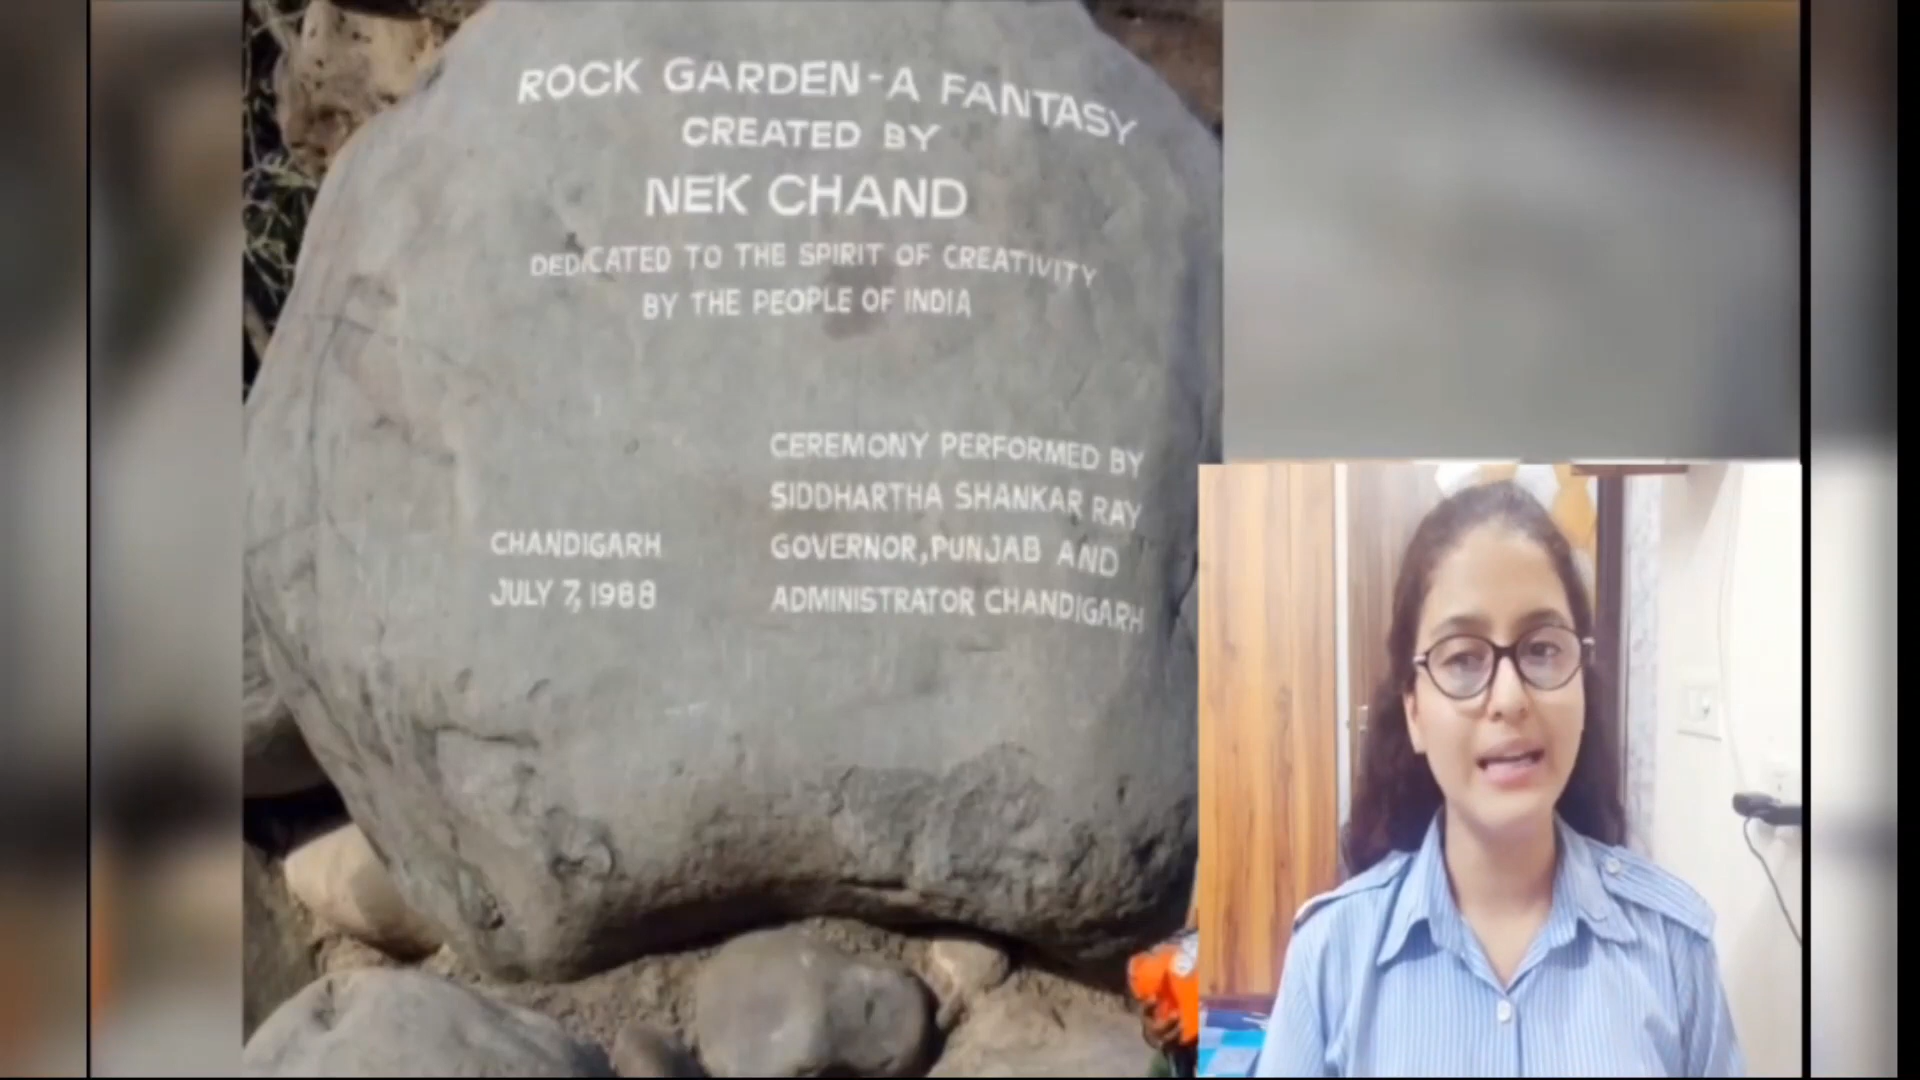 ROCK GARDEN-A FANTASY
CREATED BY
NEK CHAND
DEDICATED TO THE SPIRIT OF CREATIVITY
BY THE PEOPLE OF INDIA
CEREMONY PERFORMED BY
SIDDHARTHA SHANKAR RAY
GOVERNOR, PUNJAB AND
ADMINISTRATOR CHANDIGARH
CHANDIGARH
JULY 7, 1988